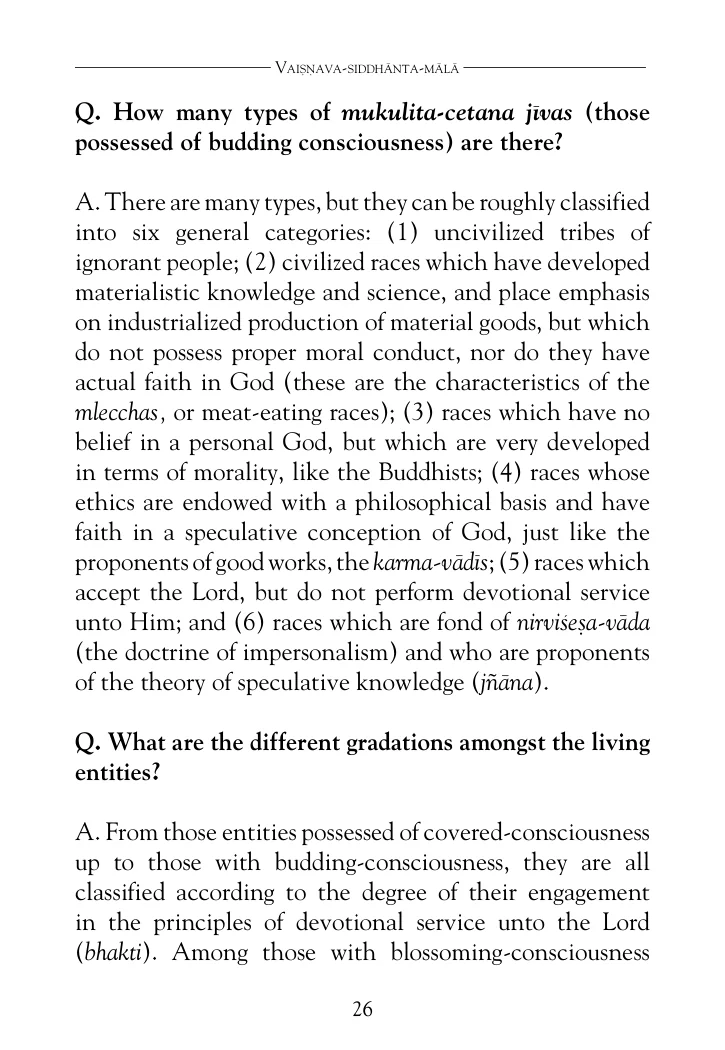 VAIṢṆAVA-SIDDHĀNTA-MĀLĀ
Q. How many types of mukulita-cetana jīvas (those
possessed of budding consciousness) are there?
A. There are many types, but they can be roughly classified
into six general categories: (1) uncivilized tribes of
ignorant people; (2) civilized races which have developed
materialistic knowledge and science, and place emphasis
on industrialized production of material goods, but which
do not possess proper moral conduct, nor do they have
actual faith in God (these are the characteristics of the
mlecchas, or meat-eating races); (3) races which have no
belief in a personal God, but which are very developed
in terms of morality, like the Buddhists; (4) races whose
ethics are endowed with a philosophical basis and have
faith in a speculative conception of God, just like the
proponents of good works, the karma-vādīs; (5) races which
accept the Lord, but do not perform devotional service
unto Him; and (6) races which are fond of nirviśeṣa-vāda
(the doctrine of impersonalism) and who are proponents
of the theory of speculative knowledge (jñāna).
Q. What are the different gradations amongst the living
entities?
A. From those entities possessed of covered-consciousness
up to those with budding-consciousness, they are all
classified according to the degree of their engagement
in the principles of devotional service unto the Lord
(bhakti). Among those with blossoming-consciousness
26